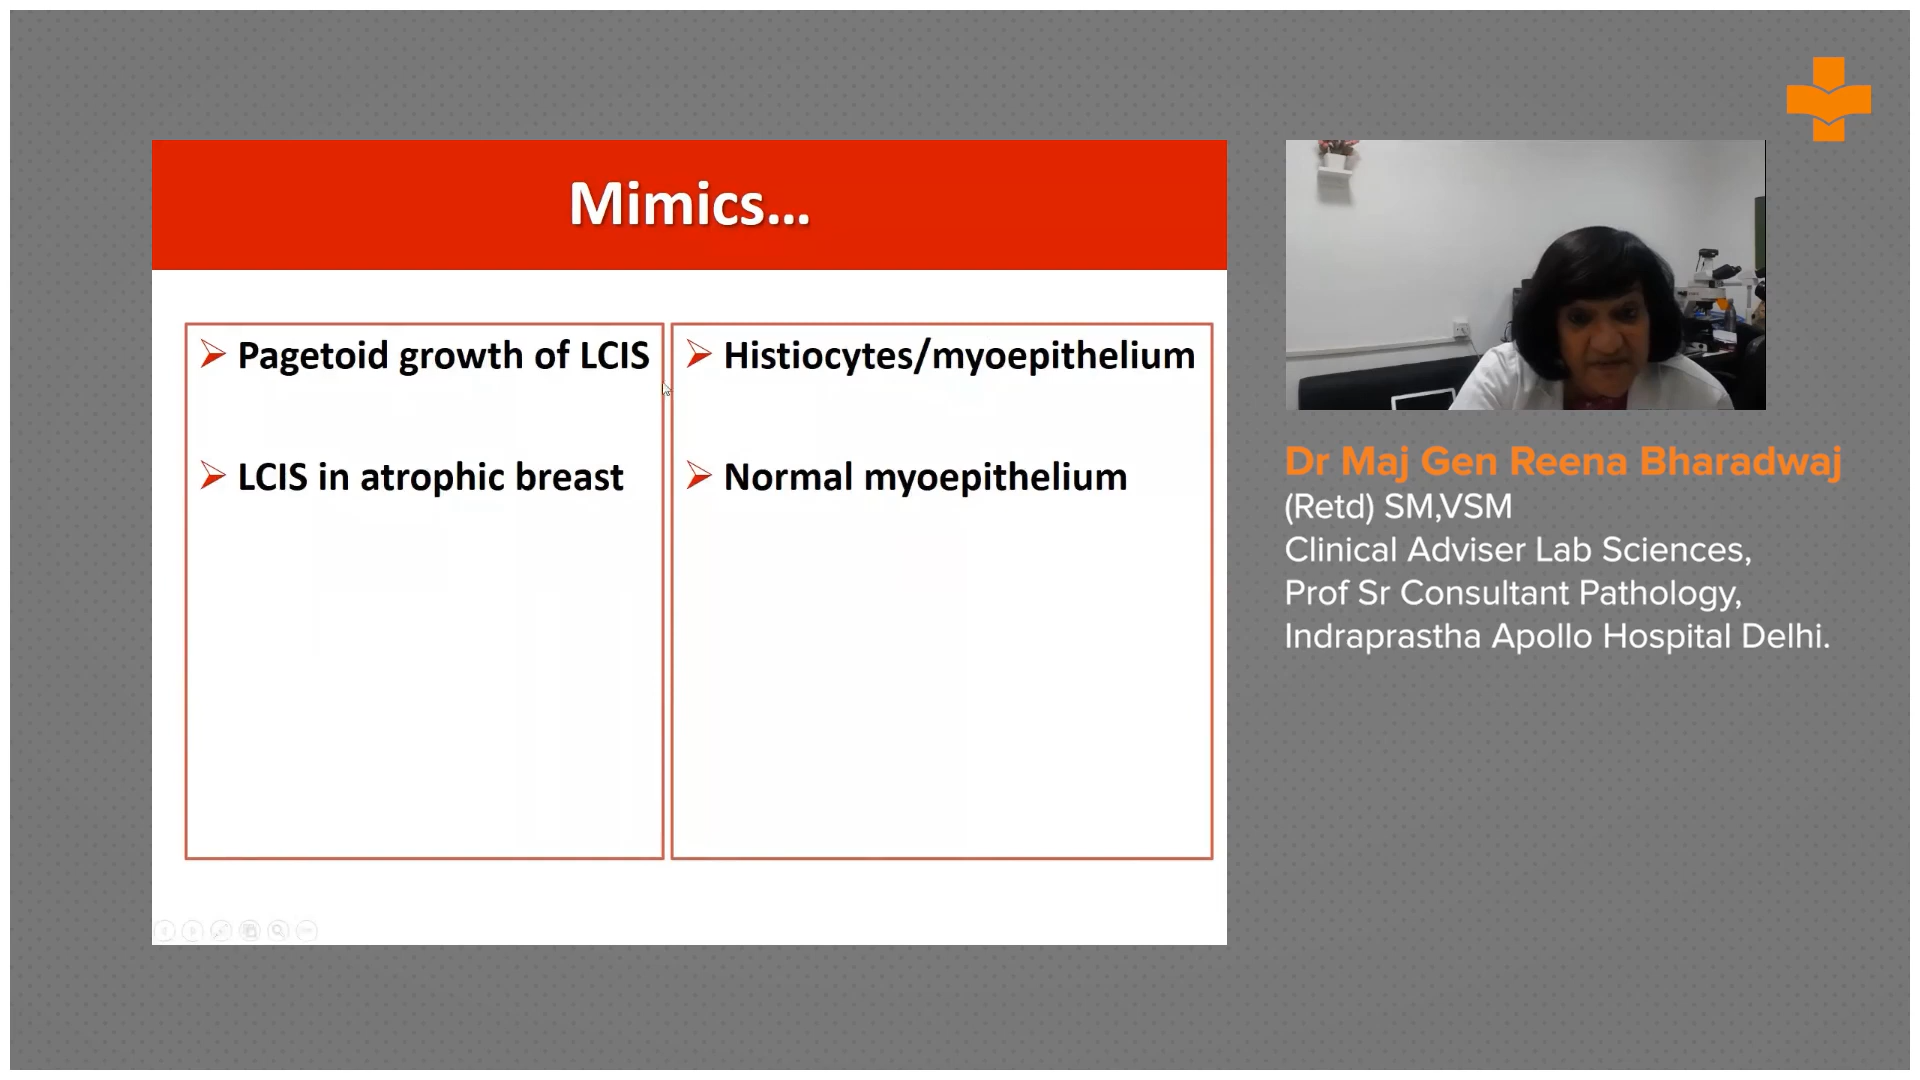 Mimics...
Pagetoid growth of LCIS
LCIS in atrophic breast
Histiocytes/myoepithelium
Normal myoepithelium
Dr Maj Gen Reena Bharadwaj
(Retd) SM,VSM
Clinical Adviser Lab Sciences,
Prof Sr Consultant Pathology,
Indraprastha Apollo Hospital Delhi.